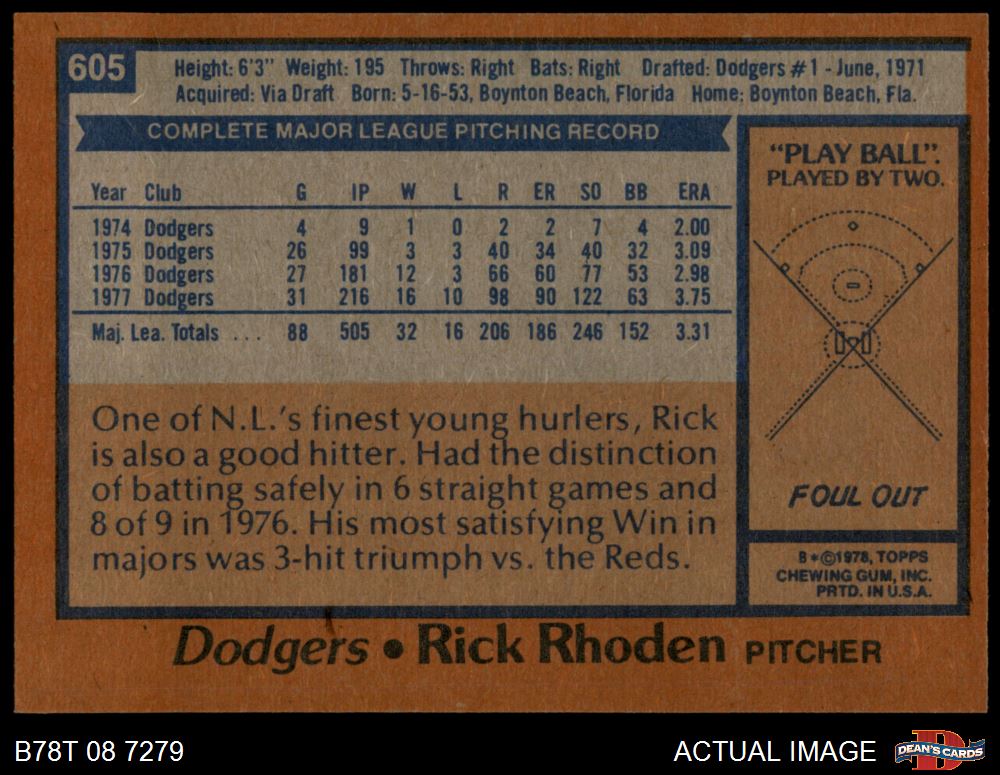 605
Height: 6'3" Weight: 195 Throws: Right Bats: Right Drafted: Dodgers #1 - June, 1971
Acquired: Via Draft Born: 5-16-53, Boynton Beach, Florida Home: Boynton Beach, Fla.
COMPLETE MAJOR LEAGUE PITCHING RECORD
Year Club G IP W L R ER SO BB ERA
1974 Dodgers 4 9 1 0 2 2 7 4 2.00
1975 Dodgers 26 99 3 3 40 34 40 32 3.09
1976 Dodgers 27 181 12 3 66 60 77 53 2.98
1977 Dodgers 31 216 16 10 98 90 122 63 3.75
Maj. Lea. Totals ... 88 505 32 16 206 186 246 152 3.31
One of N.L.'s finest young hurlers, Rick
is also a good hitter. Had the distinction
of batting safely in 6 straight games and
8 of 9 in 1976. His most satisfying Win in
majors was 3-hit triumph vs. the Reds.
"PLAY BALL".
PLAYED BY TWO.
FOUL OUT
B*©1978, TOPPS
CHEWING GUM, INC.
PRTD. IN U.S.A.
Dodgers • Rick Rhoden PITCHER
B78T 08 7279
ACTUAL IMAGE
DEAN'S CARDS